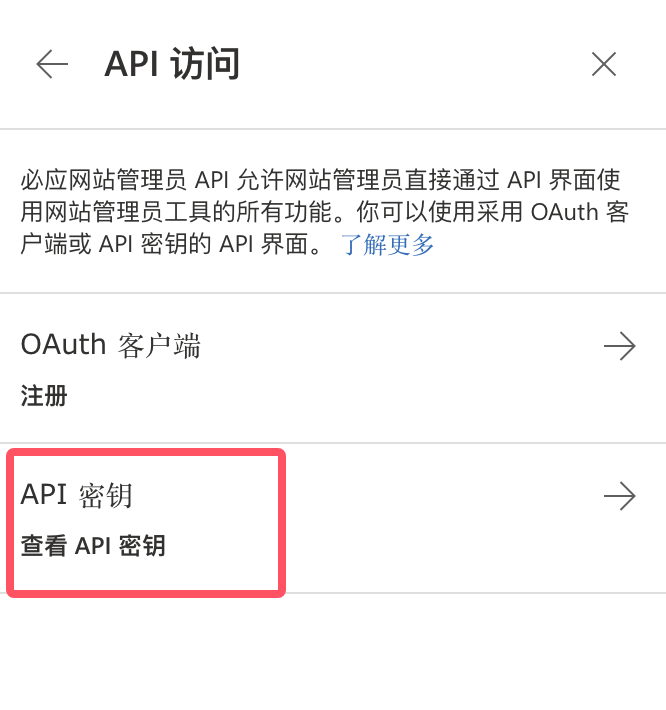 API 访问
必应网站管理员 API 允许网站管理员直接通过 API 界面使
用网站管理员工具的所有功能。你可以使用采用 OAuth 客
户端或 API 密钥的 API 界面。 了解更多
OAuth 客户端
注册
API 密钥
查看 API 密钥